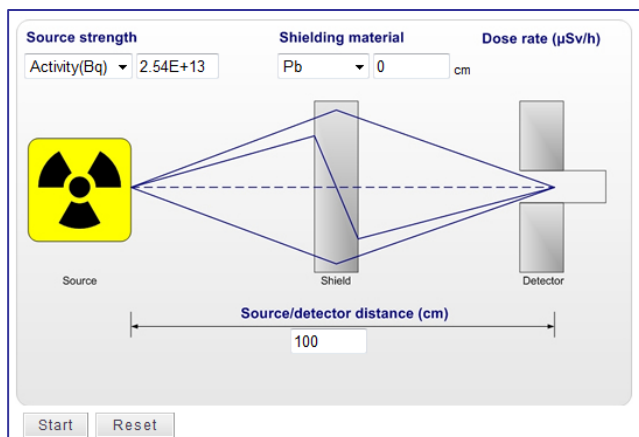 Source strength
Shielding material
Dose rate (µSv/h)
Activity(Bq) 2.54E+13
Pb 0 cm
Source
Shield
Detector
Source/detector distance (cm)
100
Start Reset